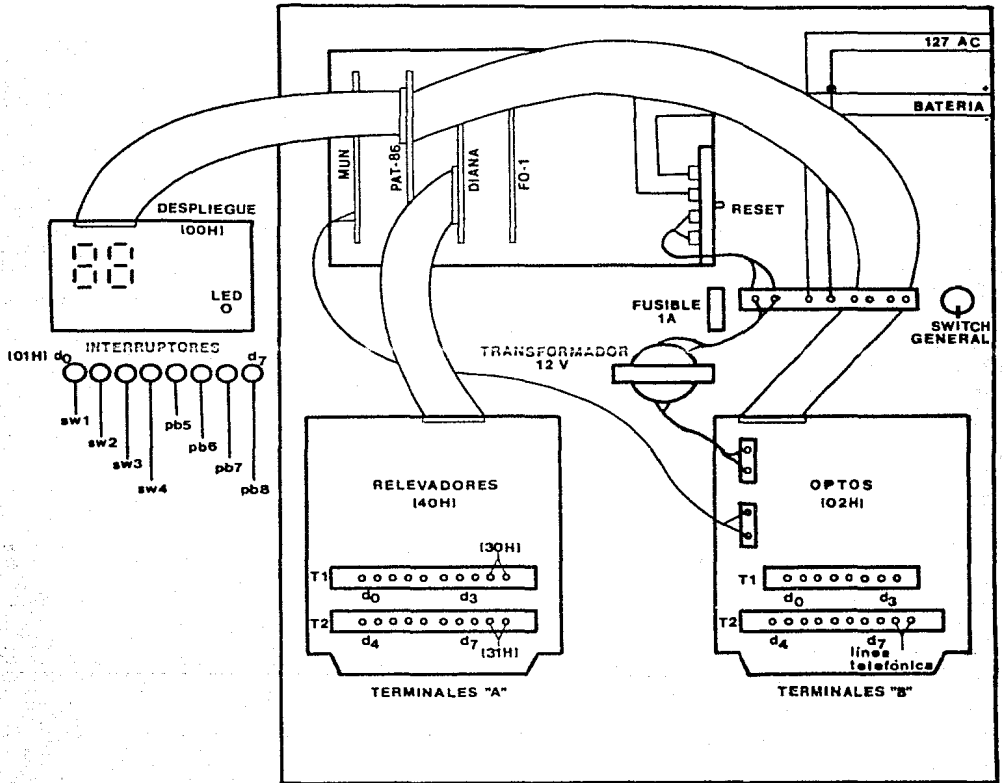 127 AC
BATERIA
MUN
PAT-86
DIANA
FO-1
RESET
DESPLIEGUE
[00H]
LED
INTERRUPTORES
[01H] d0 d7
sw1
sw2
sw3
sw4
pb5
pb6
pb7
pb8
FUSIBLE
1A
SWITCH
GENERAL
TRANSFORMADOR
12 V
RELEVADORES
[40H]
[30H]
T1
d0 d3
T2
d4 d7
[31H]
TERMINALES "A"
OPTOS
[02H]
T1
d0 d3
T2
d4 d7
línea
telefónica
TERMINALES "B"